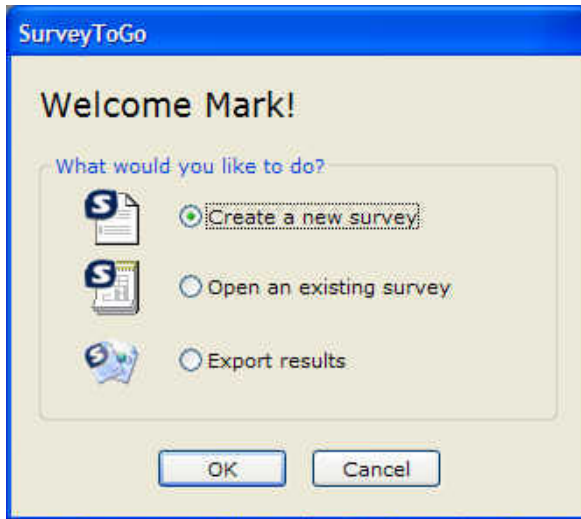 SurveyToGo
Welcome Mark!
What would you like to do?
S
Create a new survey
S
Open an existing survey
S
Export results
OK
Cancel